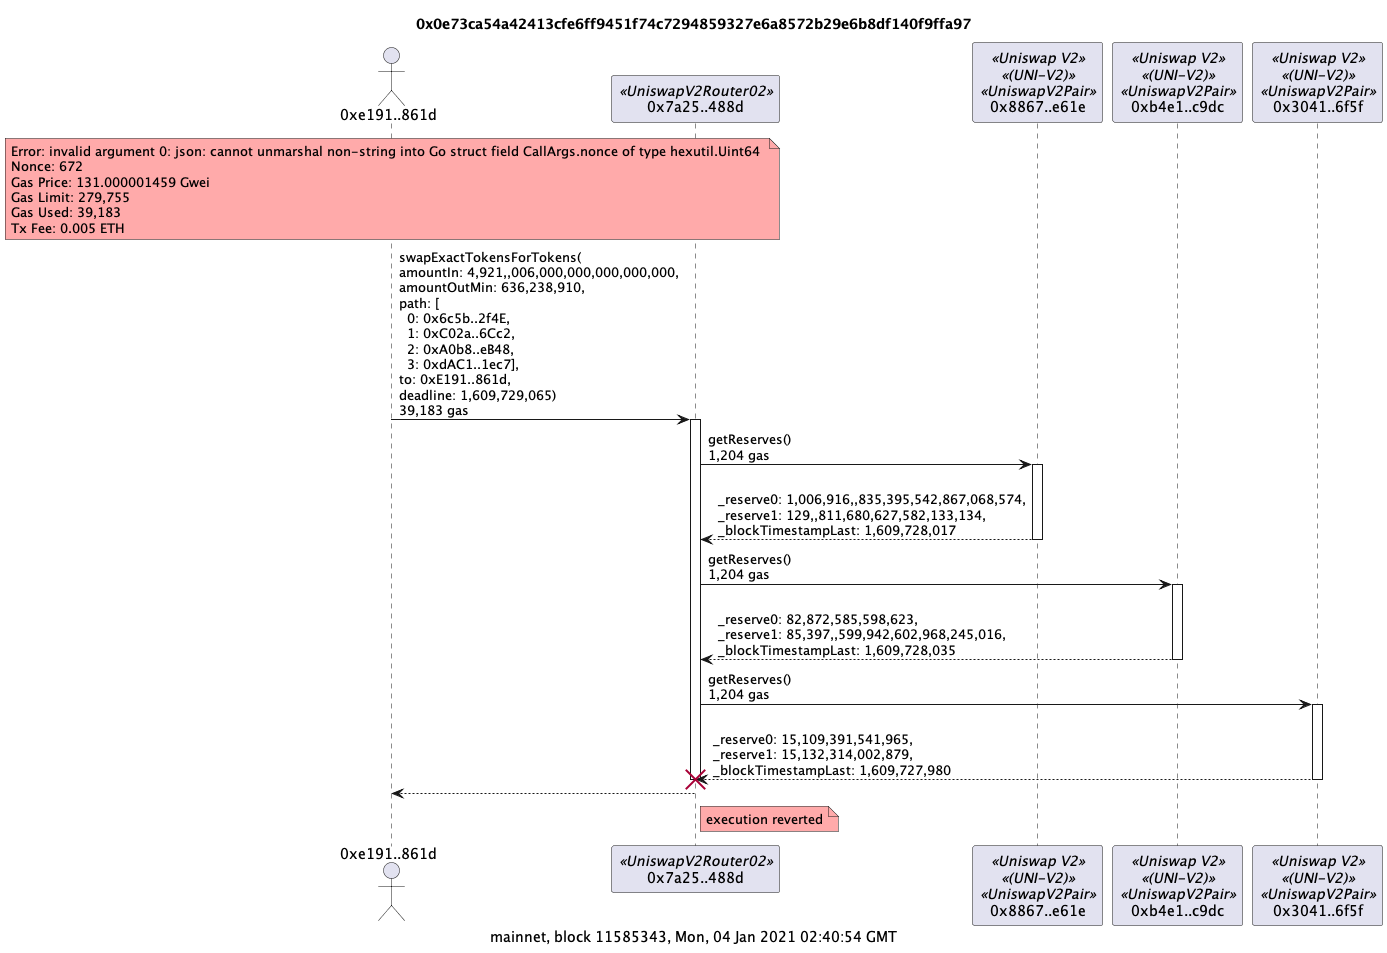 0x0e73ca54a42413cfe6ff9451f74c7294859327e6a8572b29e6b8df140f9ffa97
0xe191..861d
«UniswapV2Router02»
0x7a25..488d
«Uniswap V2»
«(UNI-V2)»
«UniswapV2Pair»
0x8867..e61e
«Uniswap V2»
«(UNI-V2)»
«UniswapV2Pair»
0xb4e1..c9dc
«Uniswap V2»
«(UNI-V2)»
«UniswapV2Pair»
0x3041..6f5f
Error: invalid argument 0: json: cannot unmarshal non-string into Go struct field CallArgs.nonce of type hexutil.Uint64
Nonce: 672
Gas Price: 131.000001459 Gwei
Gas Limit: 279,755
Gas Used: 39,183
Tx Fee: 0.005 ETH
swapExactTokensForTokens(
amountIn: 4,921,,006,000,000,000,000,000,
amountOutMin: 636,238,910,
path: [
0: 0x6c5b..2f4E,
1: 0xC02a..6Cc2,
2: 0xA0b8..eB48,
3: 0xdAC1..1ec7],
to: 0xE191..861d,
deadline: 1,609,729,065)
39,183 gas
getReserves()
1,204 gas
_reserve0: 1,006,916,,835,395,542,867,068,574,
_reserve1: 129,,811,680,627,582,133,134,
_blockTimestampLast: 1,609,728,017
getReserves()
1,204 gas
_reserve0: 82,872,585,598,623,
_reserve1: 85,397,,599,942,602,968,245,016,
_blockTimestampLast: 1,609,728,035
getReserves()
1,204 gas
_reserve0: 15,109,391,541,965,
_reserve1: 15,132,314,002,879,
_blockTimestampLast: 1,609,727,980
execution reverted
0xe191..861d
«UniswapV2Router02»
0x7a25..488d
«Uniswap V2»
«(UNI-V2)»
«UniswapV2Pair»
0x8867..e61e
«Uniswap V2»
«(UNI-V2)»
«UniswapV2Pair»
0xb4e1..c9dc
«Uniswap V2»
«(UNI-V2)»
«UniswapV2Pair»
0x3041..6f5f
mainnet, block 11585343, Mon, 04 Jan 2021 02:40:54 GMT